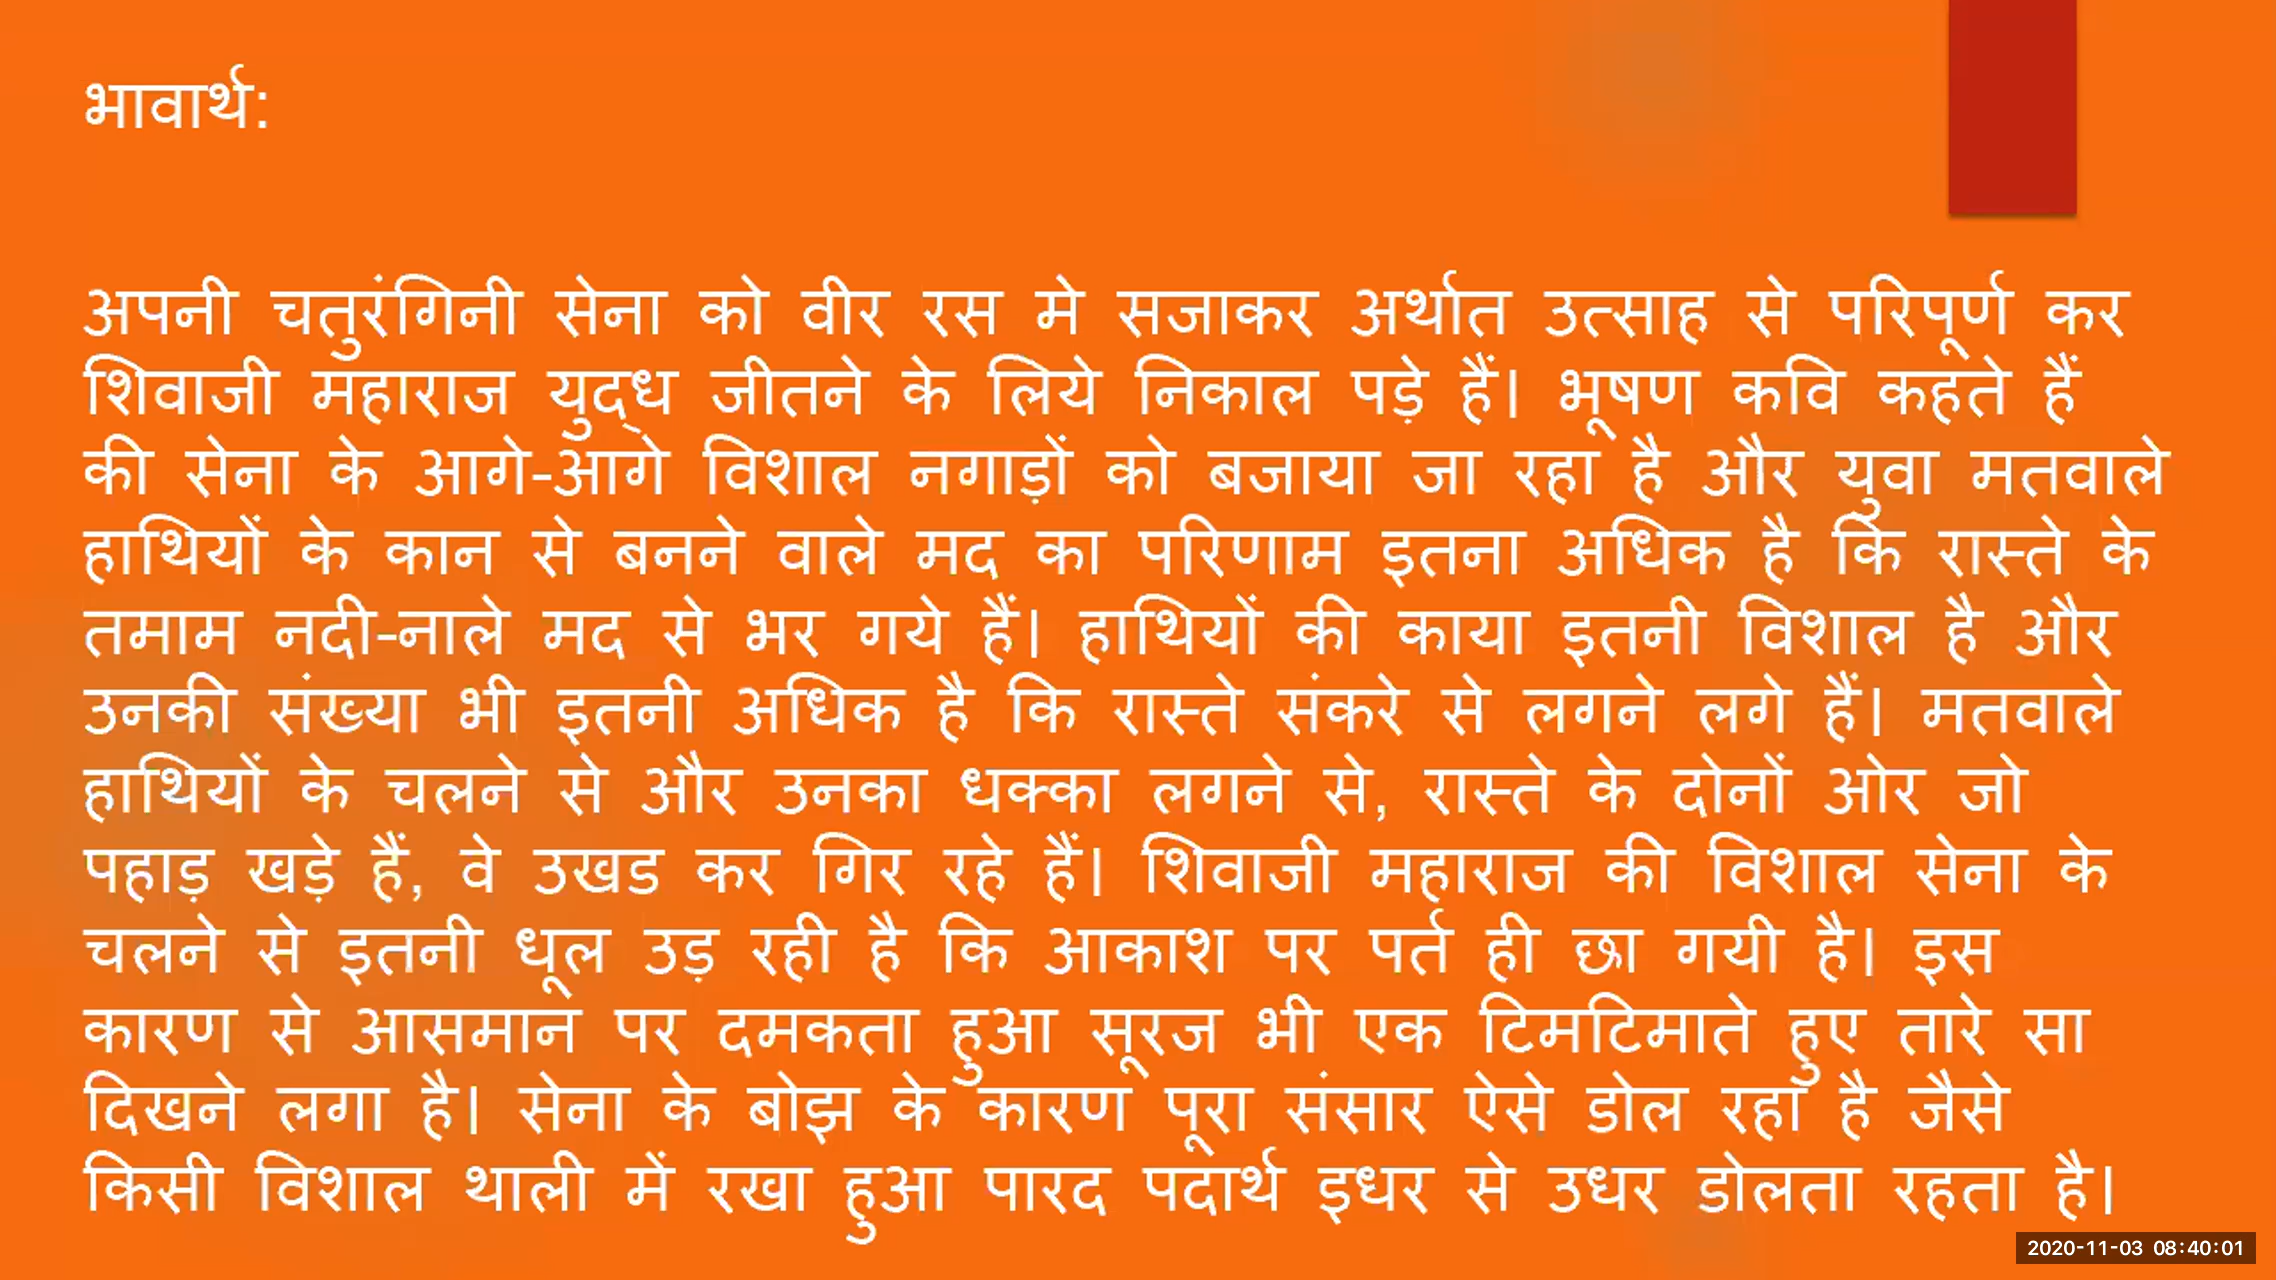 भावार्थ:
अपनी चतुरंगिनी सेना को वीर रस मे सजाकर अर्थात उत्साह से परिपूर्ण कर
शिवाजी महाराज युद्ध जीतने के लिये निकाल पड़े हैं। भूषण कवि कहते हैं
की सेना के आगे-आगे विशाल नगाड़ों को बजाया जा रहा है और युवा मतवाले
हाथियों के कान से बनने वाले मद का परिणाम इतना अधिक है कि रास्ते के
तमाम नदी-नाले मद से भर गये हैं। हाथियों की काया इतनी विशाल है और
उनकी संख्या भी इतनी अधिक है कि रास्ते संकरे से लगने लगे हैं। मतवाले
हाथियों के चलने से और उनका धक्का लगने से, रास्ते के दोनों ओर जो
पहाड़ खड़े हैं, वे उखड कर गिर रहे हैं। शिवाजी महाराज की विशाल सेना के
चलने से इतनी धूल उड़ रही है कि आकाश पर पर्त ही छा गयी है। इस
कारण से आसमान पर दमकता हुआ सूरज भी एक टिमटिमाते हुए तारे सा
दिखने लगा है। सेना के बोझ के कारण पूरा संसार ऐसे डोल रहा है जैसे
किसी विशाल थाली में रखा हुआ पारद पदार्थ इधर से उधर डोलता रहता है।
2020-11-03 08:40:01